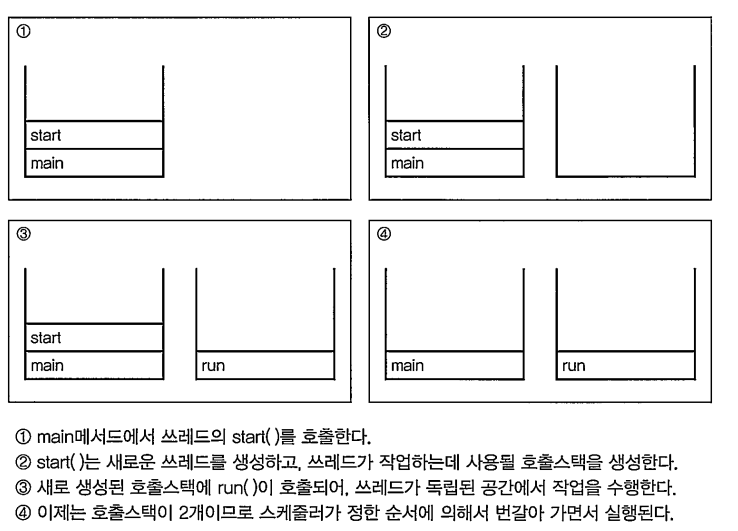 ①
start
main
②
start
main
③
start
main
run
④
main
run
① main메서드에서 쓰레드의 start( )를 호출한다.
② start( )는 새로운 쓰레드를 생성하고, 쓰레드가 작업하는데 사용될 호출스택을 생성한다.
③ 새로 생성된 호출스택에 run( )이 호출되어, 쓰레드가 독립된 공간에서 작업을 수행한다.
④ 이제는 호출스택이 2개이므로 스케줄러가 정한 순서에 의해서 번갈아 가면서 실행된다.